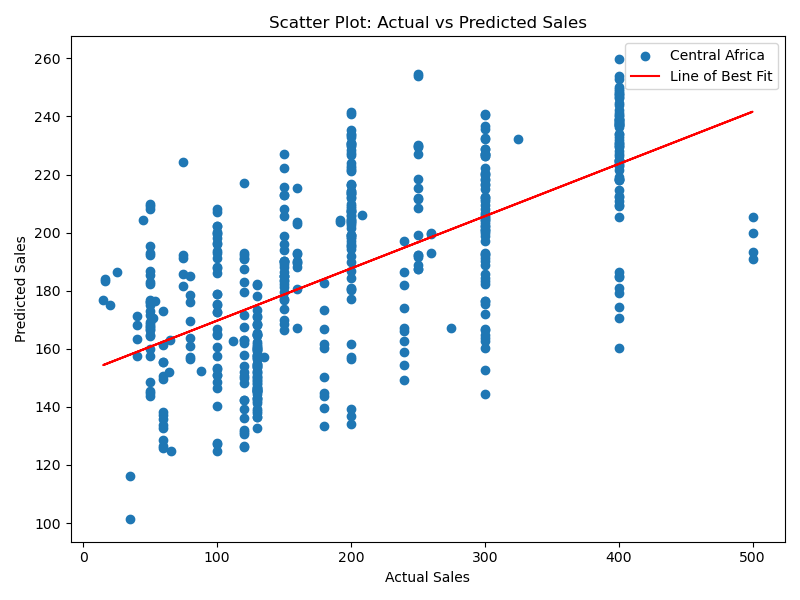 Scatter Plot: Actual vs Predicted Sales
Central Africa
Line of Best Fit
260
240
220
200
180
160
140
120
100
Predicted Sales
0 100 200 300 400 500
Actual Sales